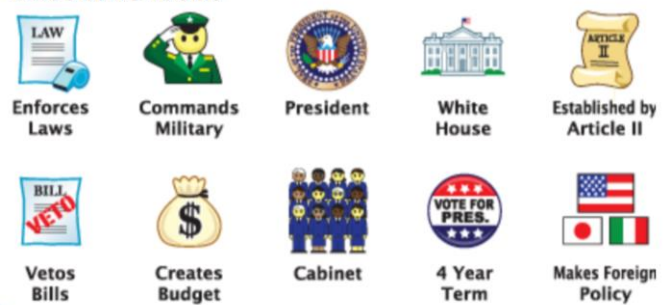 LAW
Enforces
Laws
Commands
Military
President
White
House
ARTICLE
II
Established by
Article II
BILL
VETO
Vetos
Bills
$
Creates
Budget
Cabinet
VOTE FOR
PRES.
4 Year
Term
Makes Foreign
Policy